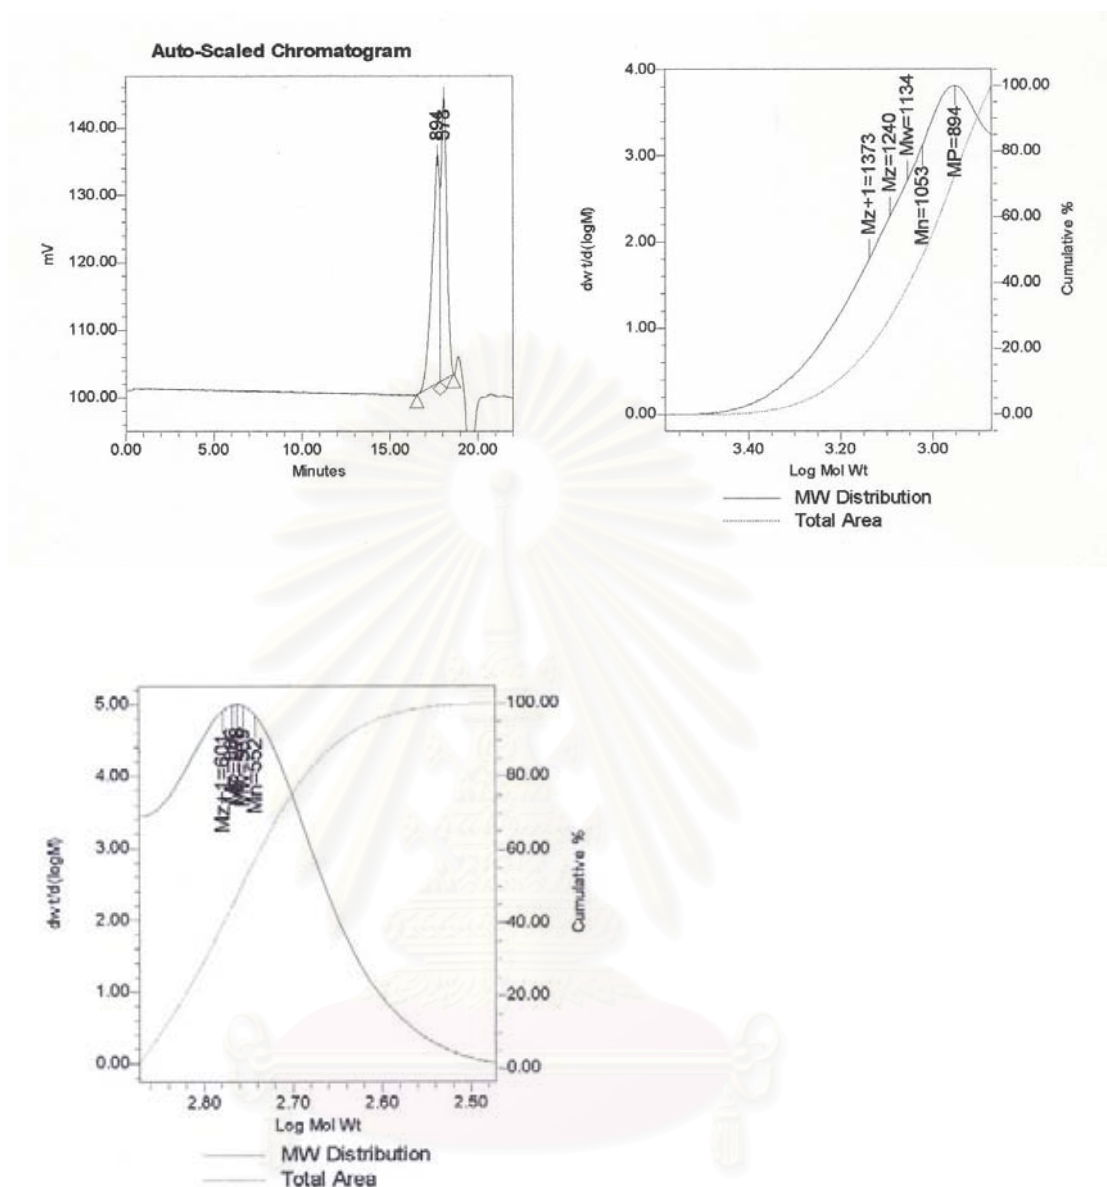 Auto-Scaled Chromatogram
894
578
140.00
130.00
120.00
110.00
100.00
mV
0.00 5.00 10.00 15.00 20.00
Minutes
4.00
3.00
2.00
1.00
0.00
dwt/d(logM)
Mz+1=1373
Mz=1240
Mw=1134
Mn=1053
MP=894
100.00
80.00
60.00
40.00
20.00
0.00
Cumulative %
3.40 3.20 3.00
Log Mol Wt
MW Distribution
Total Area
5.00
4.00
3.00
2.00
1.00
0.00
dwt/d(logM)
Mz+1=601
Mn=552
100.00
80.00
60.00
40.00
20.00
0.00
Cumulative %
2.80 2.70 2.60 2.50
Log Mol Wt
MW Distribution
Total Area